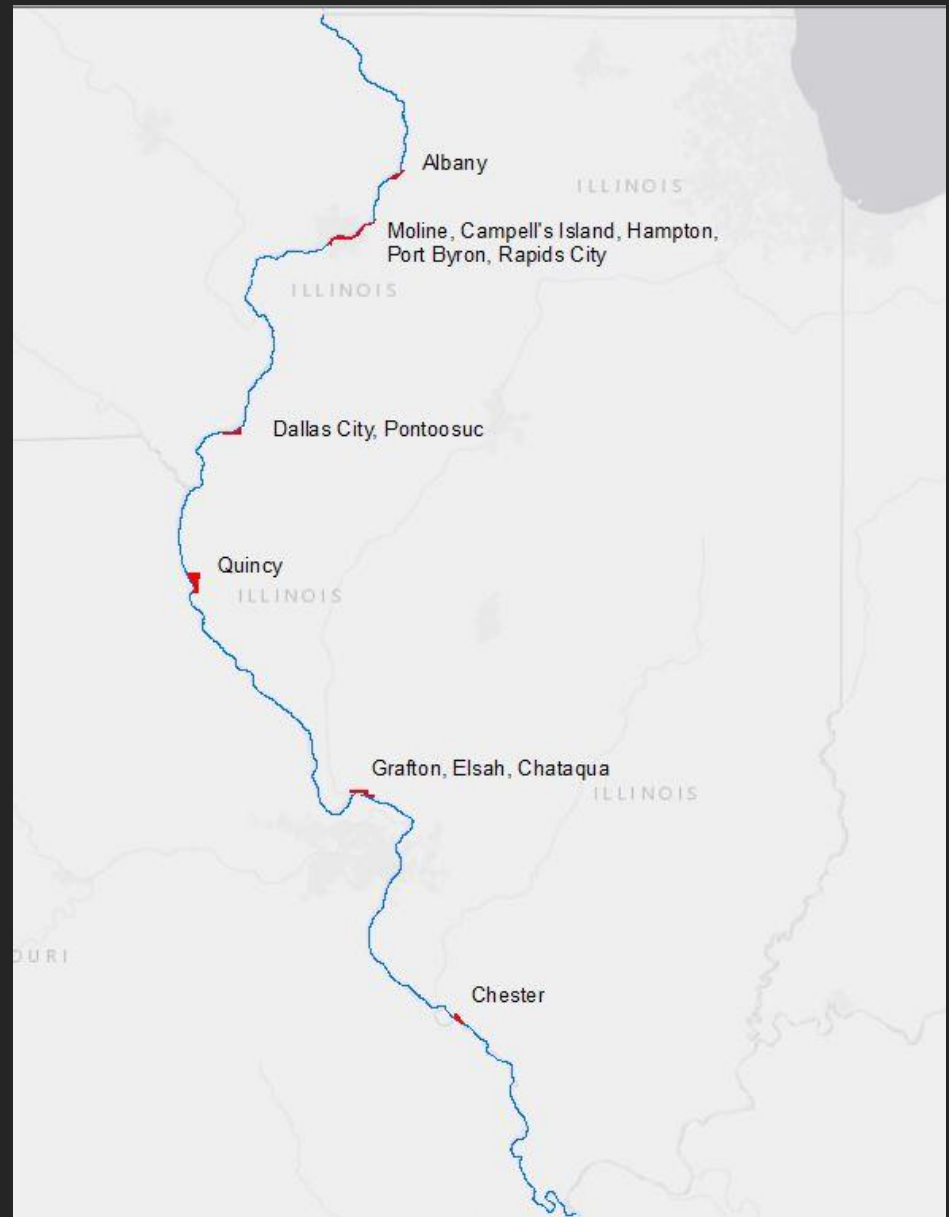 Albany
ILLINOIS
Moline, Campell's Island, Hampton,
Port Byron, Rapids City
ILLINOIS
Dallas City, Pontoosuc
Quincy
ILLINOIS
Grafton, Elsah, Chataqua
ILLINOIS
OURI
Chester